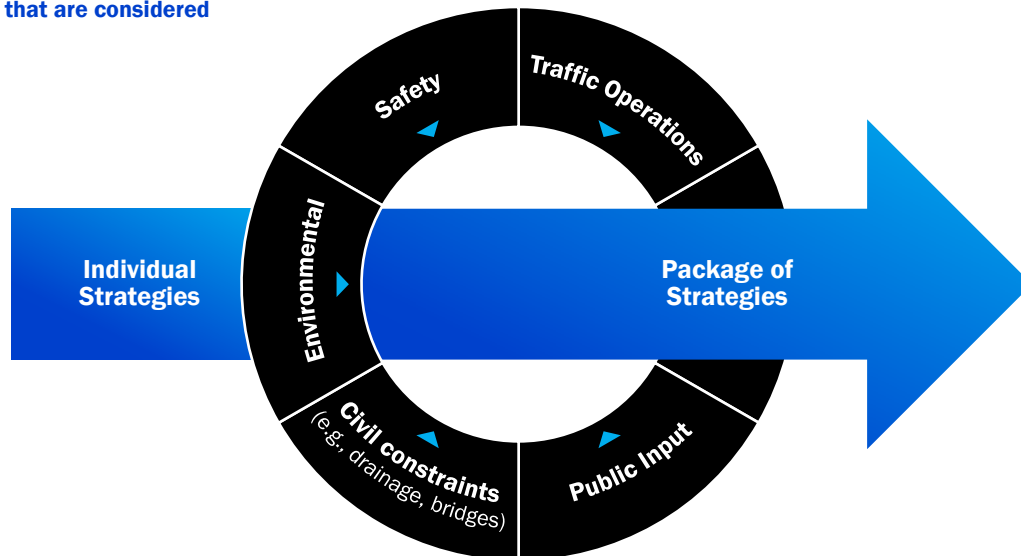 that are considered
Safety
Traffic Operations
Environmental
Individual
Strategies
Package of
Strategies
Civil constraints
(e.g., drainage, bridges)
Public Input